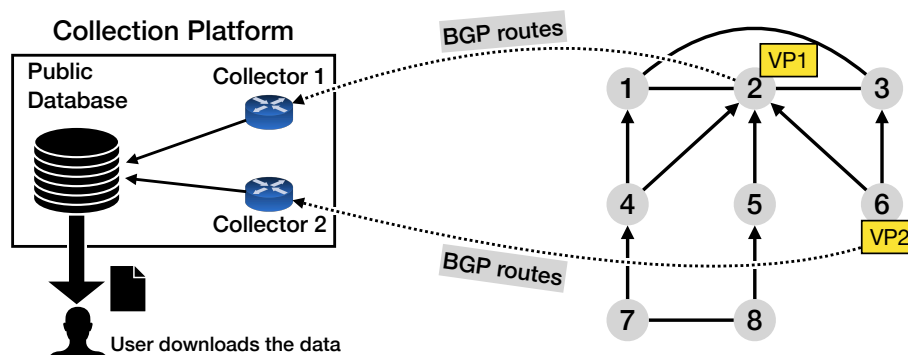 Collection Platform
Public
Database
Collector 1
Collector 2
User downloads the data
BGP routes
BGP routes
VP1
1
2
3
4
5
6
VP2
7
8